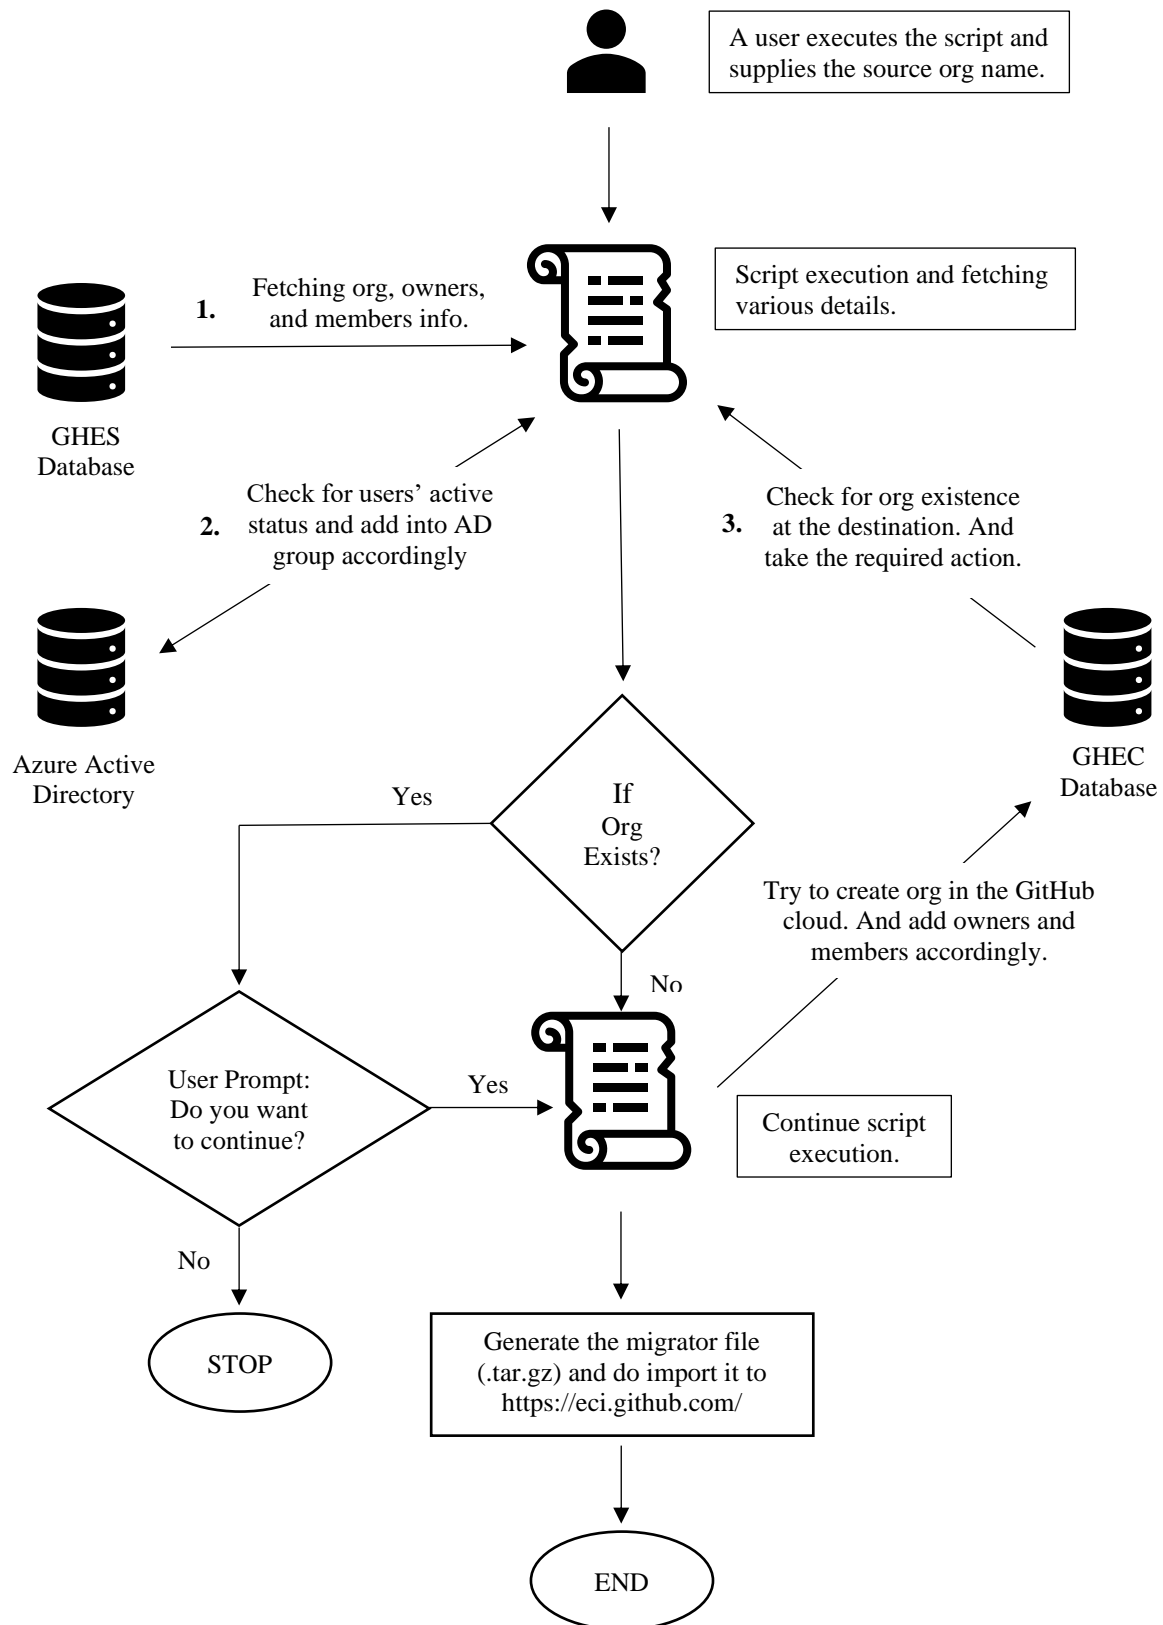 A user executes the script and
supplies the source org name.
Script execution and fetching
various details.
1.
Fetching org, owners,
and members info.
GHES
Database
2.
Check for users’ active
status and add into AD
group accordingly
3.
Check for org existence
at the destination. And
take the required action.
Azure Active
Directory
GHEC
Database
Yes
If
Org
Exists?
Try to create org in the GitHub
cloud. And add owners and
members accordingly.
No
User Prompt:
Do you want
to continue?
Yes
Continue script
execution.
No
STOP
Generate the migrator file
(.tar.gz) and do import it to
https://eci.github.com/
END